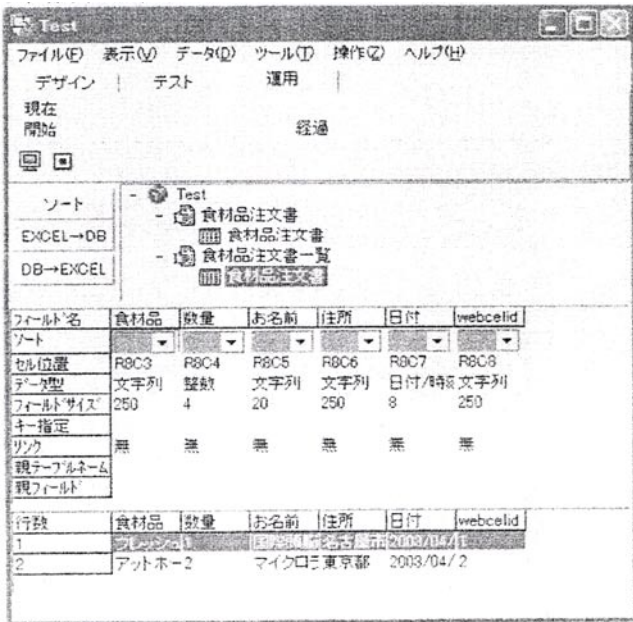 Test
ファイル(F) 表示(V) データ(D) ツール(T) 操作(Z) ヘルプ(H)
デザイン テスト 運用
現在
開始 経過
ソート
EXCEL→DB
DB→EXCEL
- Test
- 食材品注文書
食材品注文書
- 食材品注文書一覧
食材品注文書
フィールド名 食材品 数量 お名前 住所 日付 webcelid
ソート
セル位置 R8C3 R8C4 R8C5 R8C6 R8C7 R8C8
データ型 文字列 整数 文字列 文字列 日付/時刻 文字列
フィールドサイズ 250 4 20 250 8 250
キー指定
リンク 無 無 無 無 無 無
親テーブルネーム
親フィールド
行数 食材品 数量 お名前 住所 日付 webcelid
1 フレッシュ 1 名古屋市 2003/04/ 1
2 アットホー 2 マイクロミ 東京都 2003/04/ 2